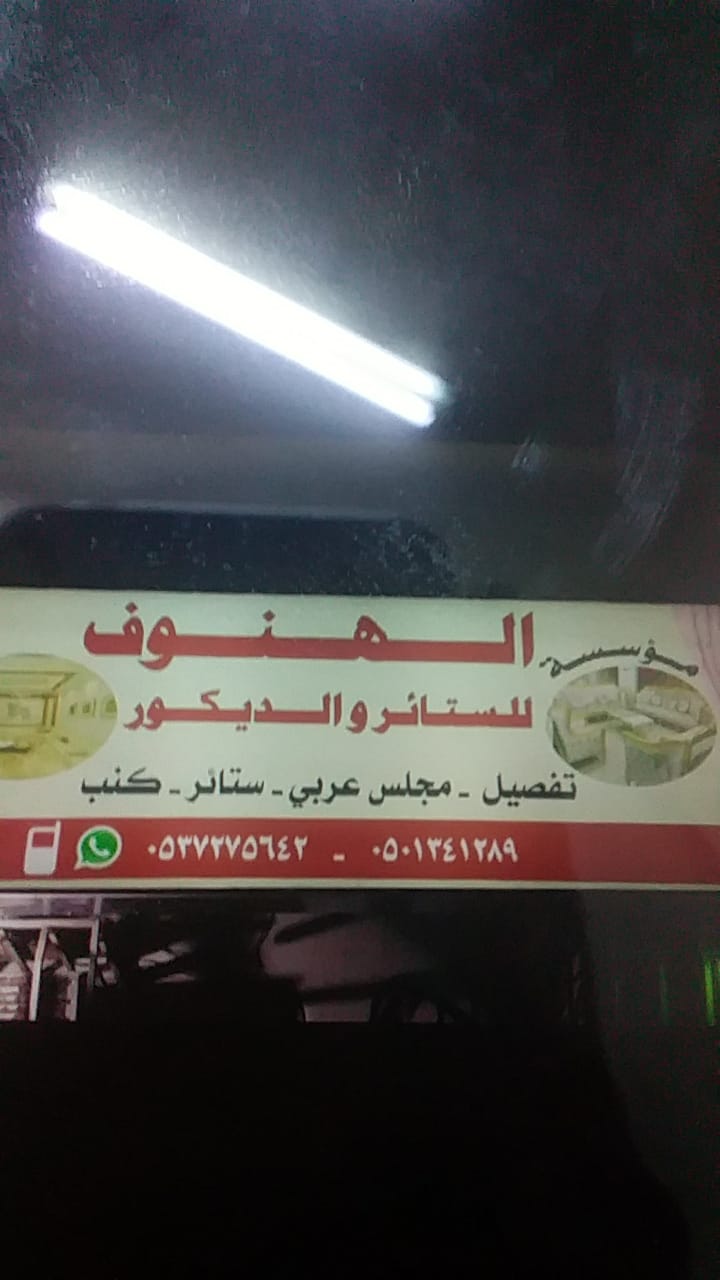 مؤسسة
الهنوف
للستائر والديكور
تفصيل - مجلس عربي - ستائر - كنب
٠٥٠١٣٤١٢٨٩ - ٠٥٣٧٢٧٥٦٤٢